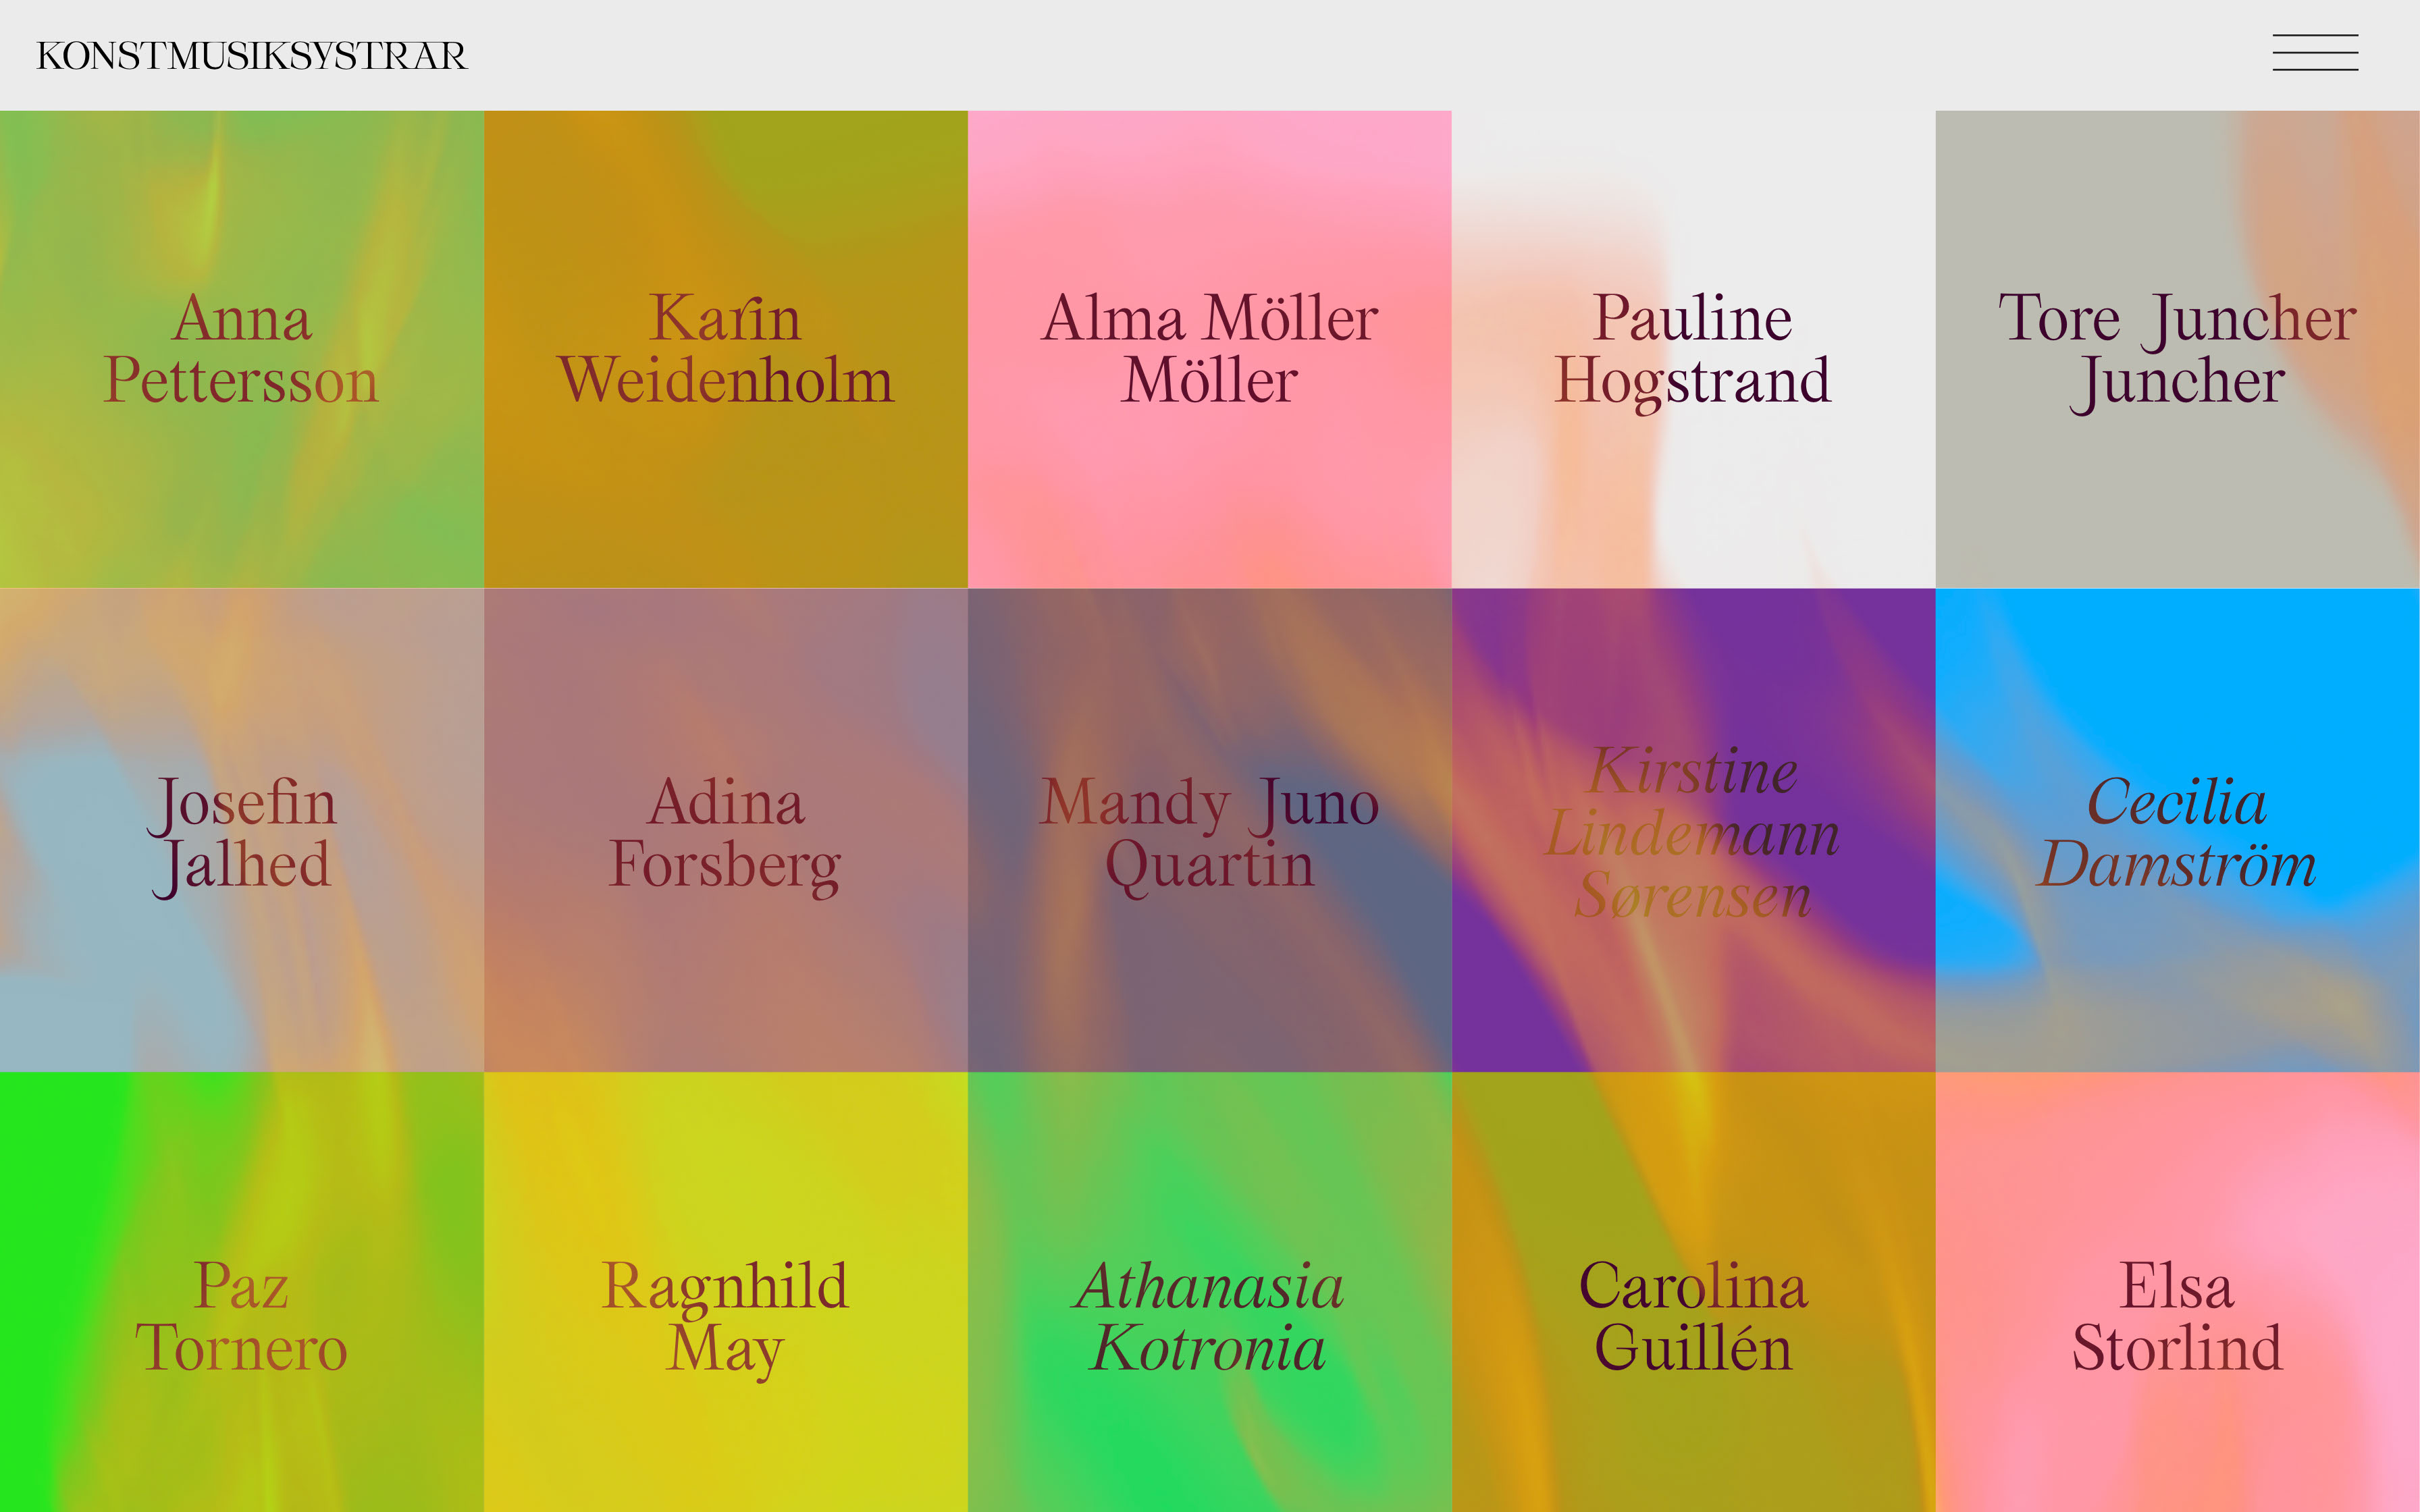 KONSTMUSIKSYSTRAR
Anna
Pettersson
Karin
Weidenholm
Alma Möller
Möller
Pauline
Hogstrand
Tore Juncher
Juncher
Josefin
Jalhed
Adina
Forsberg
Mandy Juno
Quartin
Kirstine
Lindemann
Sørensen
Cecilia
Damström
Paz
Tornero
Ragnhild
May
Athanasia
Kotronia
Carolina
Guillén
Elsa
Storlind